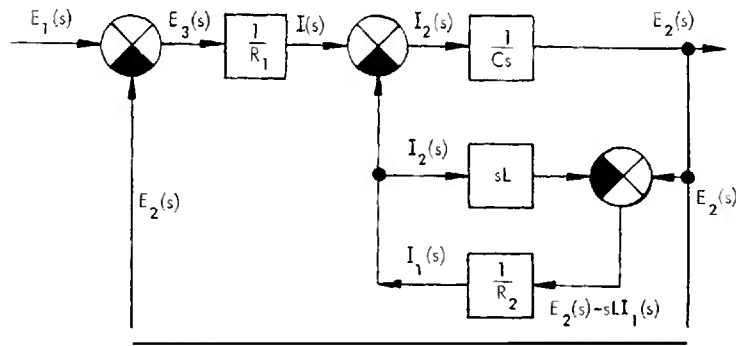 E₁(s)
E₃(s)
1/R₁
I(s)
I₂(s)
1/Cs
E₂(s)
I₂(s)
sL
E₂(s)
E₂(s)
I₁(s)
1/R₂
E₂(s)-sLI₁(s)